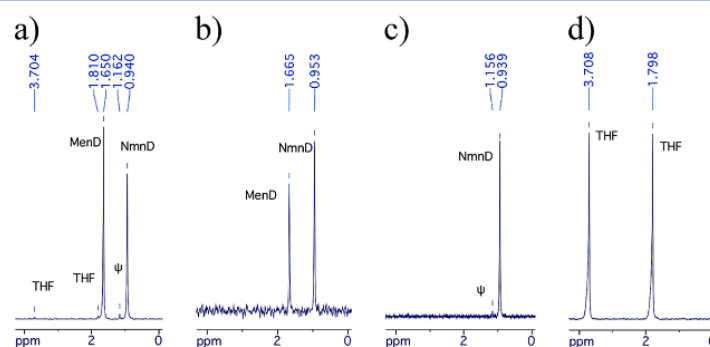 a)
3.704
1.810
1.650
1.162
0.940
MenD
NmnD
THF
THF
ψ
ppm
2
0
b)
1.665
0.953
NmnD
MenD
ppm
2
0
c)
1.156
0.939
NmnD
ψ
ppm
2
0
d)
3.708
1.798
THF
THF
ppm
2
0